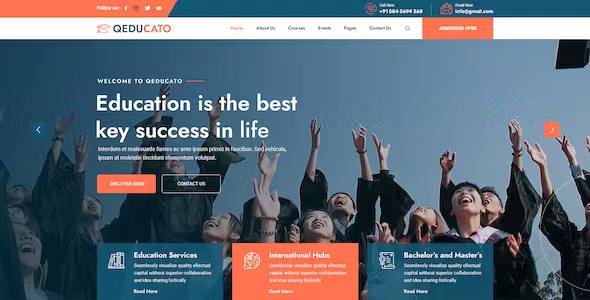 Follow us:-
Call Now
+91 584 5694 368
Email Now
info@gmail.com
QEDUCATO
Home
About Us
Courses
Events
Pages
Contact Us
ADMISSION OPEN
WELCOME TO QEDUCATO
Education is the best
key success in life
Interdum et malesuada fames ac ante ipsum primis in faucibus. Sed vehicula,
ipsum at molestie tincidunt elementum volutpat.
DISCOVER MORE
CONTACT US
Education Services
Seamlessly visualize quality ellectual
capital without superior collaboration
and idea sharing listically
Read More
International Hubs
Seamlessly visualize quality ellectual
capital without superior collaboration
and idea sharing listically
Read More
Bachelor's and Master's
Seamlessly visualize quality ellectual
capital without superior collaboration
and idea sharing listically
Read More